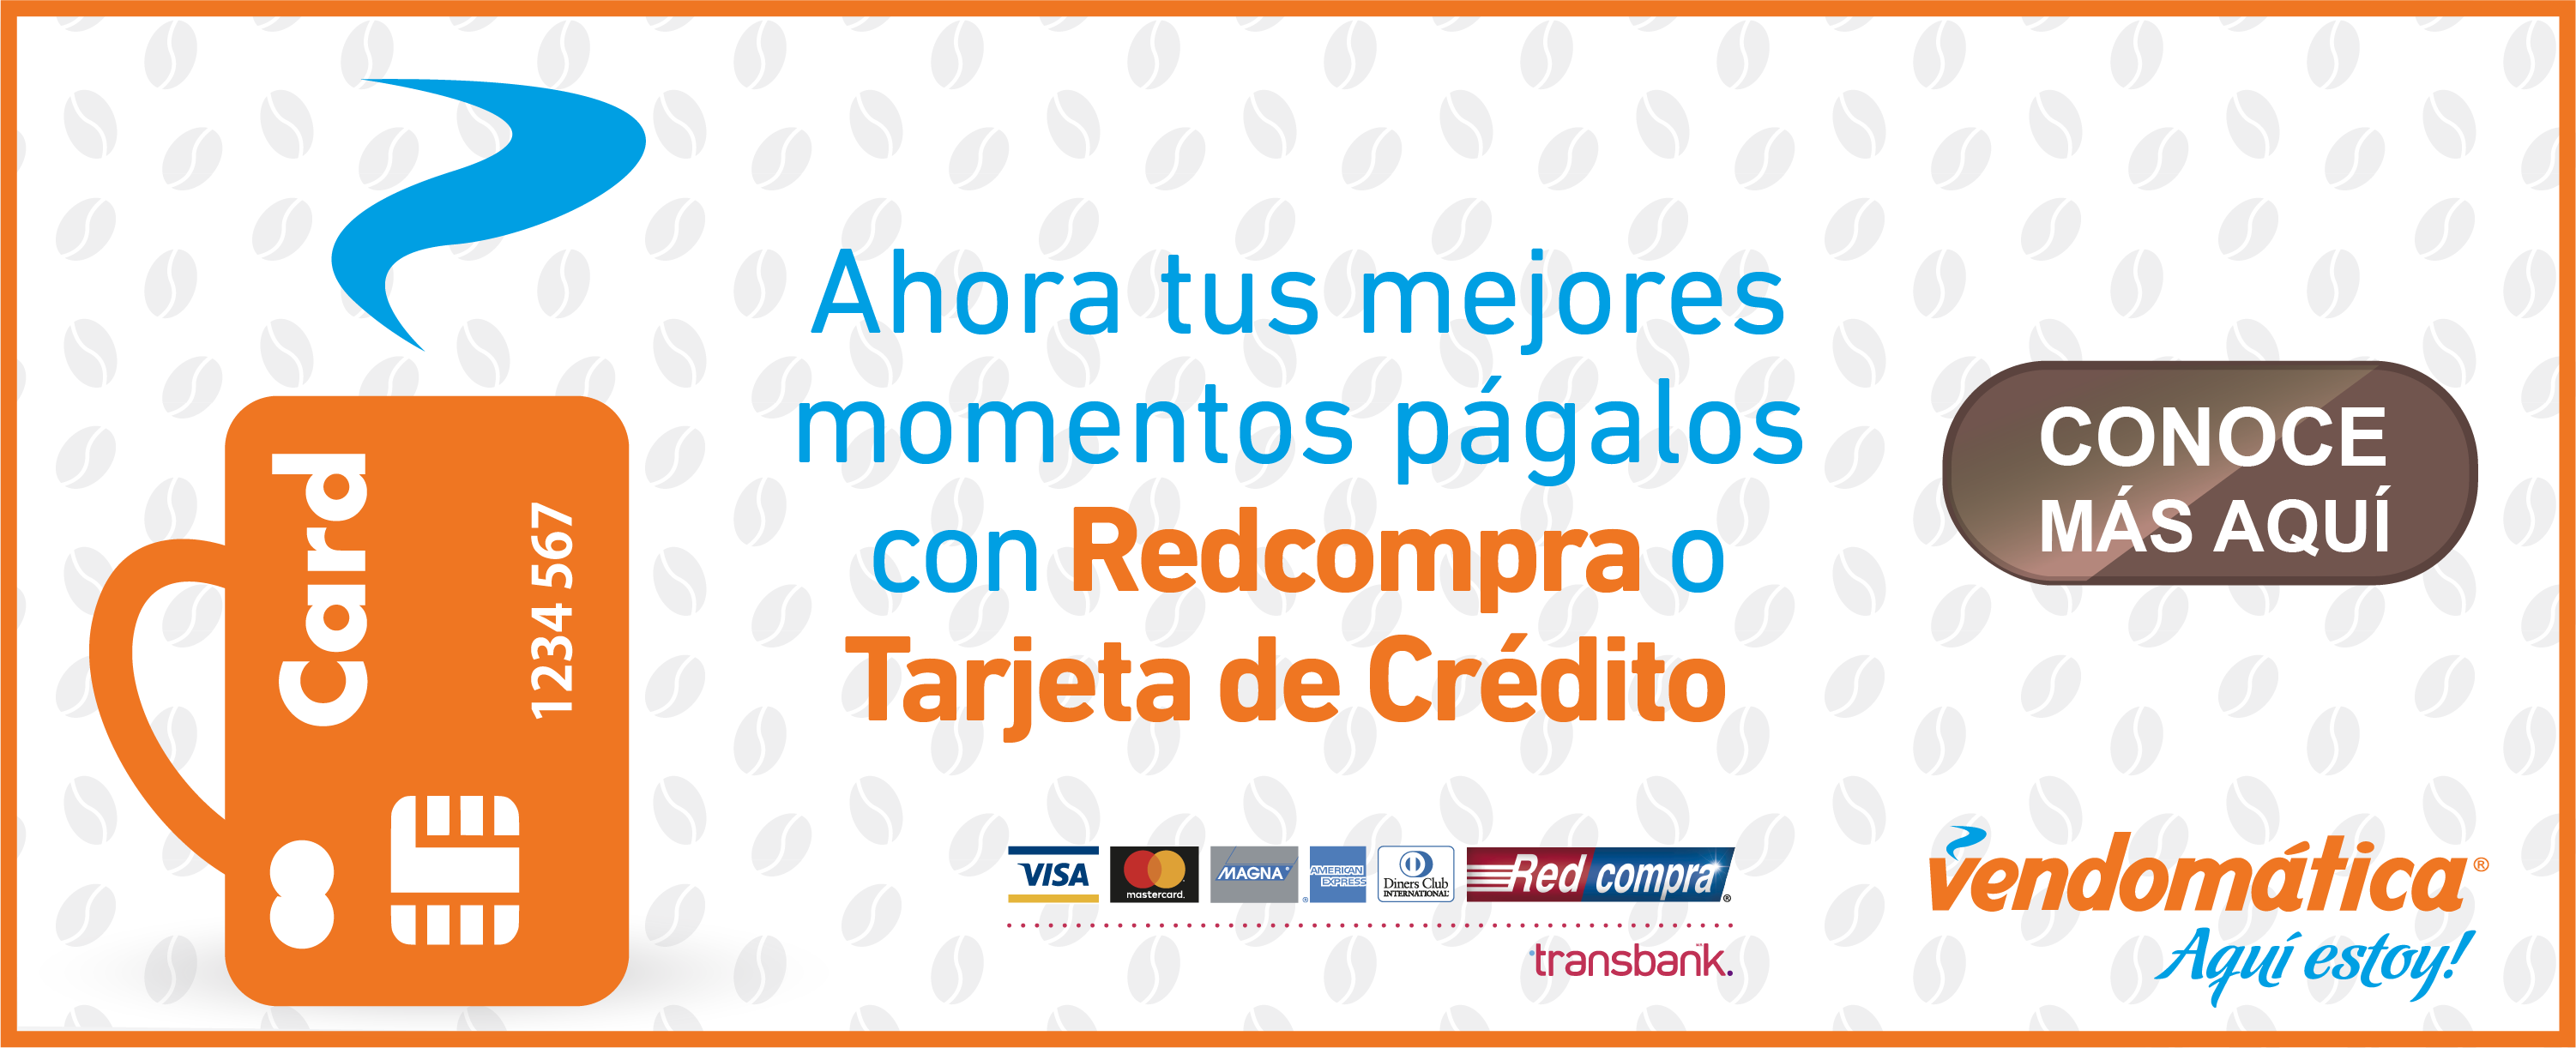 Card
1234 567
Ahora tus mejores
momentos págalos
con Redcompra o
Tarjeta de Crédito
CONOCE
MÁS AQUÍ
VISA
mastercard.
MAGNA
AMERICAN
EXPRESS
Diners Club
INTERNATIONAL
Red compra®
transbank.
vendomática®
Aquí estoy!